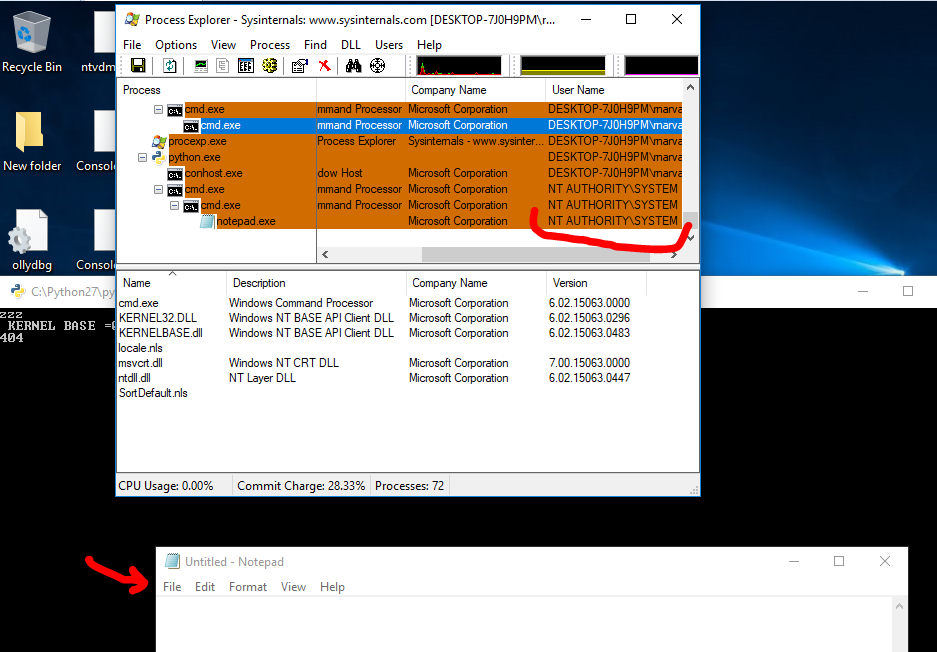 Recycle Bin
ntvdm
New folder
Consol
ollydbg
Consol
Process Explorer - Sysinternals: www.sysinternals.com [DESKTOP-7J0H9PM\r...
File Options View Process Find DLL Users Help
Process Company Name User Name
cmd.exe mmand Processor Microsoft Corporation DESKTOP-7J0H9PM\marva
cmd.exe mmand Processor Microsoft Corporation DESKTOP-7J0H9PM\marva
procexp.exe Process Explorer Sysinternals - www.sysinter... DESKTOP-7J0H9PM\marva
python.exe DESKTOP-7J0H9PM\marva
conhost.exe dow Host Microsoft Corporation DESKTOP-7J0H9PM\marva
cmd.exe mmand Processor Microsoft Corporation NT AUTHORITY\SYSTEM
cmd.exe mmand Processor Microsoft Corporation NT AUTHORITY\SYSTEM
notepad.exe Microsoft Corporation NT AUTHORITY\SYSTEM
Name Description Company Name Version
cmd.exe Windows Command Processor Microsoft Corporation 6.02.15063.0000
KERNEL32.DLL Windows NT BASE API Client DLL Microsoft Corporation 6.02.15063.0296
KERNELBASE.dll Windows NT BASE API Client DLL Microsoft Corporation 6.02.15063.0483
locale.nls
msvcrt.dll Windows NT CRT DLL Microsoft Corporation 7.00.15063.0000
ntdll.dll NT Layer DLL Microsoft Corporation 6.02.15063.0447
SortDefault.nls
CPU Usage: 0.00% Commit Charge: 28.33% Processes: 72
C:\Python27\py
zzz
KERNEL BASE =
404
Untitled - Notepad
File Edit Format View Help